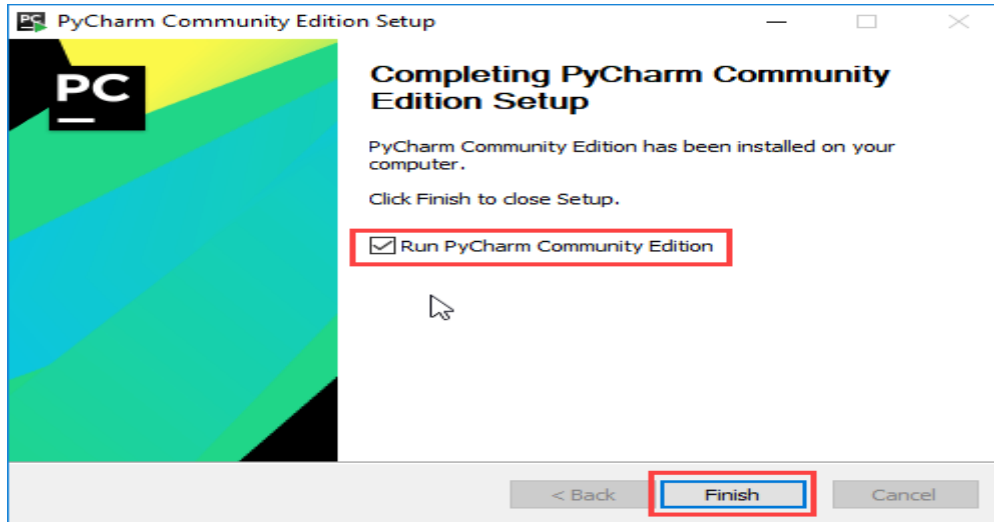 PC PyCharm Community Edition Setup
PC
Completing PyCharm Community
Edition Setup
PyCharm Community Edition has been installed on your
computer.
Click Finish to close Setup.
Run PyCharm Community Edition
< Back
Finish
Cancel